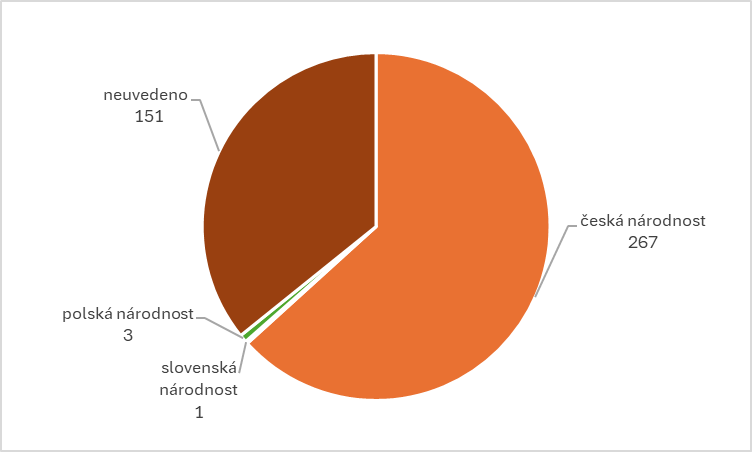 neuvedeno
151
česká národnost
267
polská národnost
3
slovenská
národnost
1